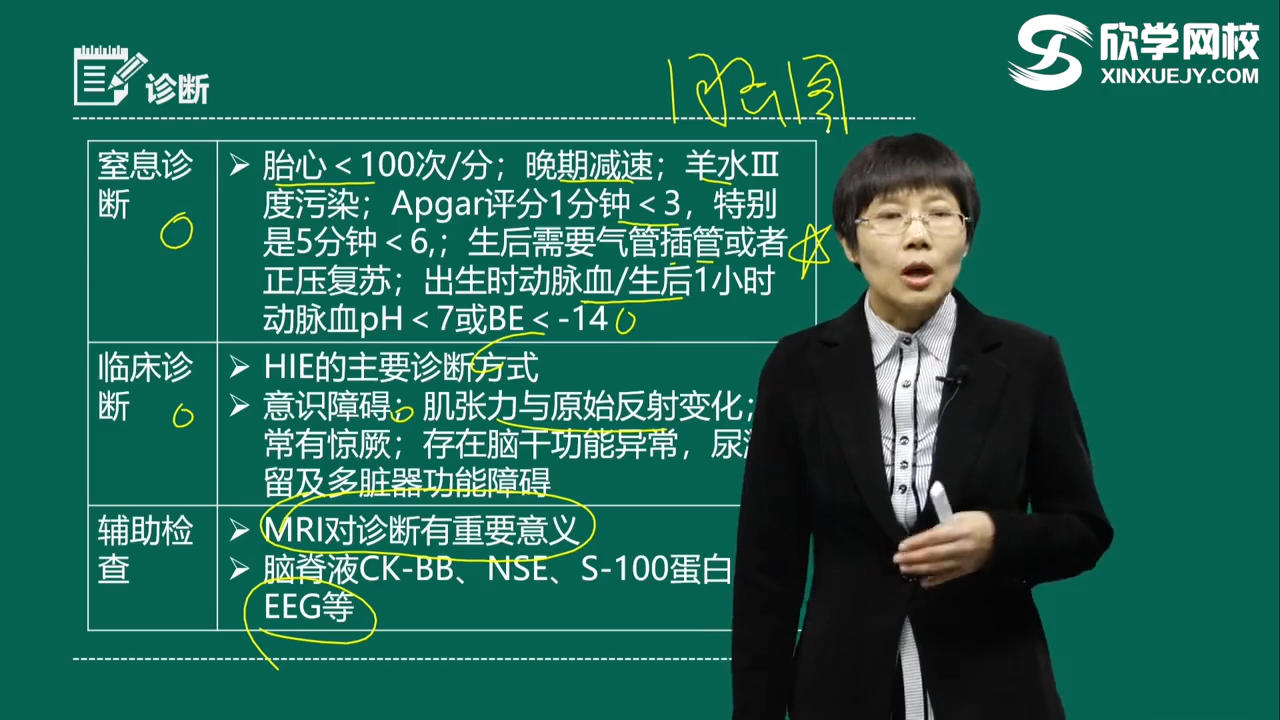 欣学网校
XINXUEJY.COM
诊断
窒息诊
断
➢ 胎心＜100次/分；晚期减速；羊水Ⅲ
度污染；Apgar评分1分钟＜3，特别
是5分钟＜6,；生后需要气管插管或者
正压复苏；出生时动脉血/生后1小时
动脉血pH＜7或BE＜-14
临床诊
断
➢ HIE的主要诊断方式
➢ 意识障碍；肌张力与原始反射变化；
常有惊厥；存在脑干功能异常，尿
留及多脏器功能障碍
辅助检
查
➢ MRI对诊断有重要意义
➢ 脑脊液CK-BB、NSE、S-100蛋白
EEG等